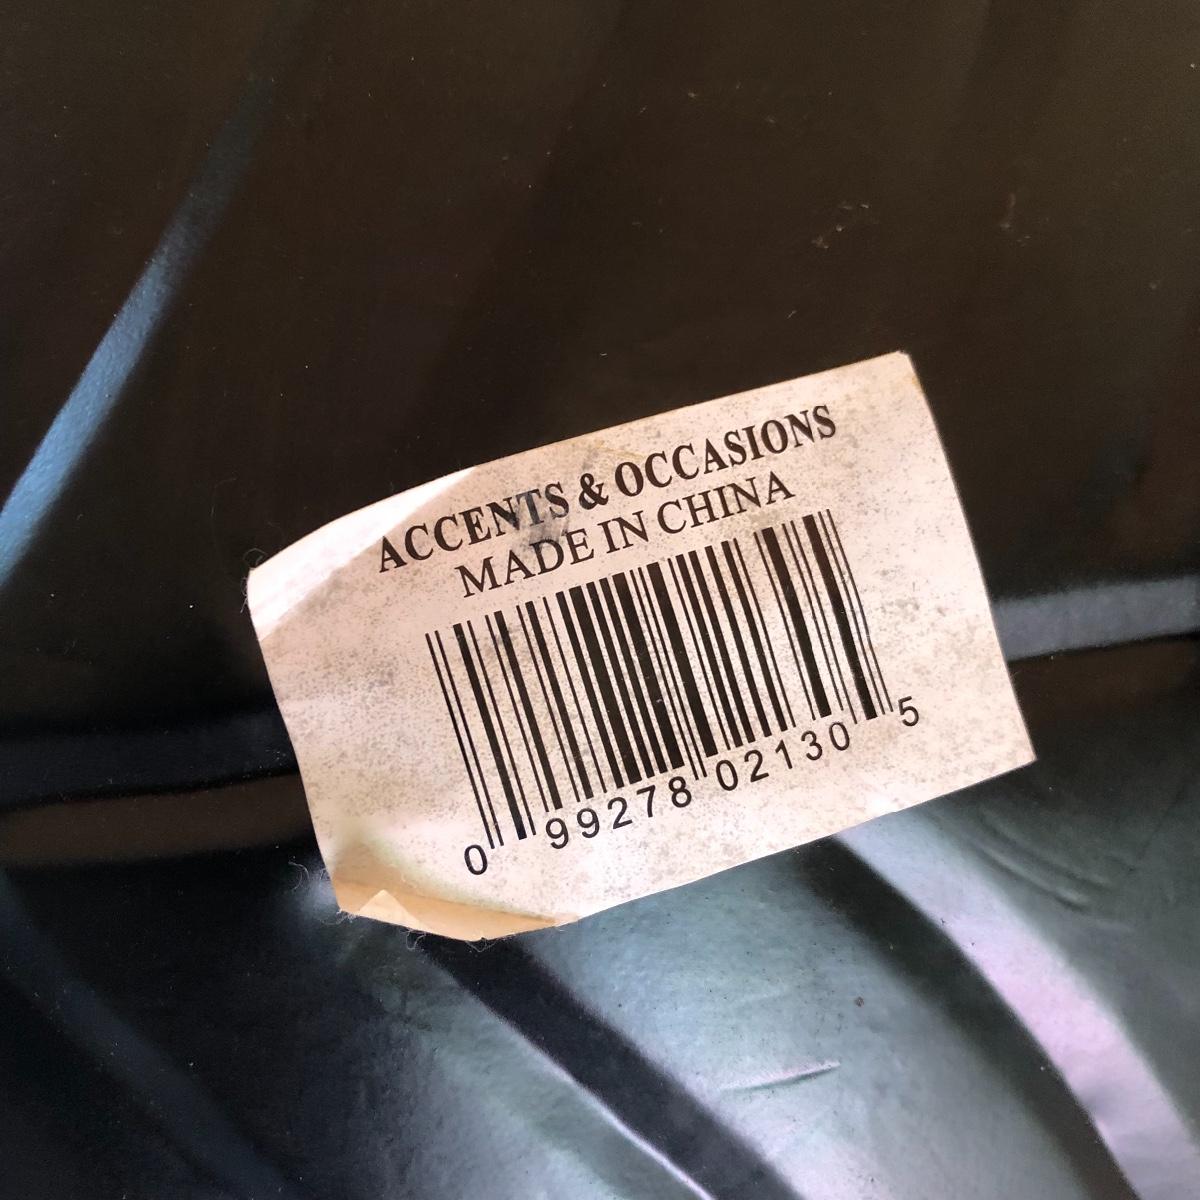 ACCENTS & OCCASIONS
MADE IN CHINA
0 99278 02130 5